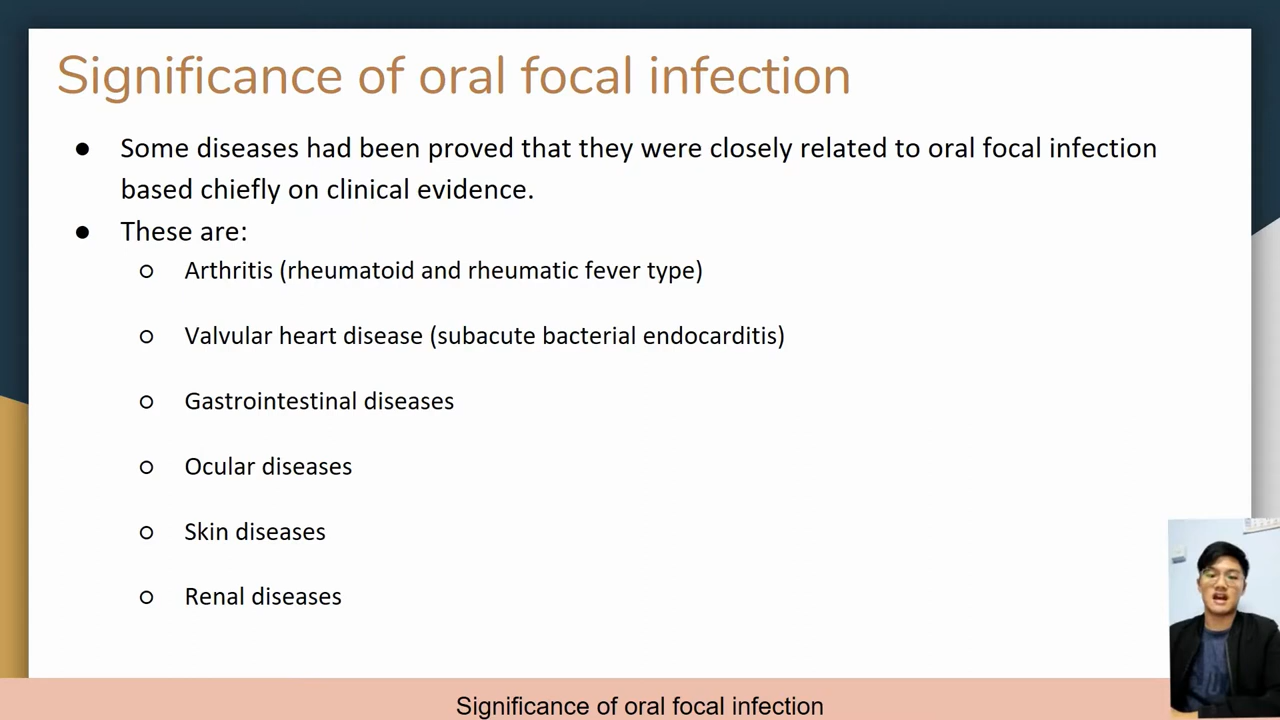 Significance of oral focal infection
● Some diseases had been proved that they were closely related to oral focal infection
based chiefly on clinical evidence.
● These are:
○ Arthritis (rheumatoid and rheumatic fever type)
○ Valvular heart disease (subacute bacterial endocarditis)
○ Gastrointestinal diseases
○ Ocular diseases
○ Skin diseases
○ Renal diseases
Significance of oral focal infection